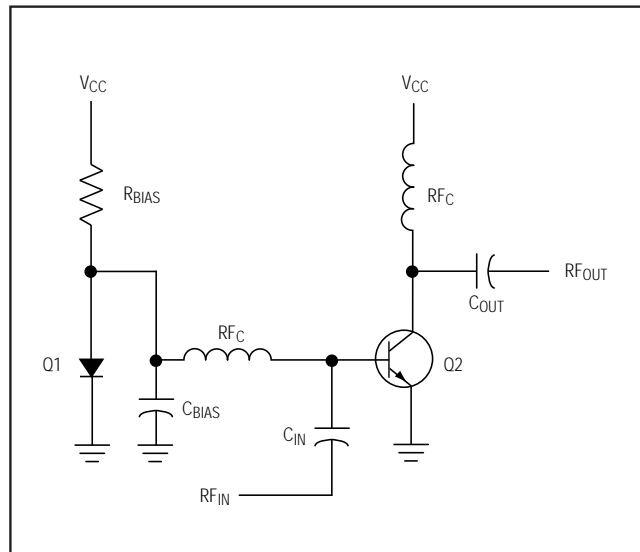 VCC
VCC
RBIAS
RFC
RFOUT
COUT
RFC
Q1
Q2
CBIAS
CIN
RFIN